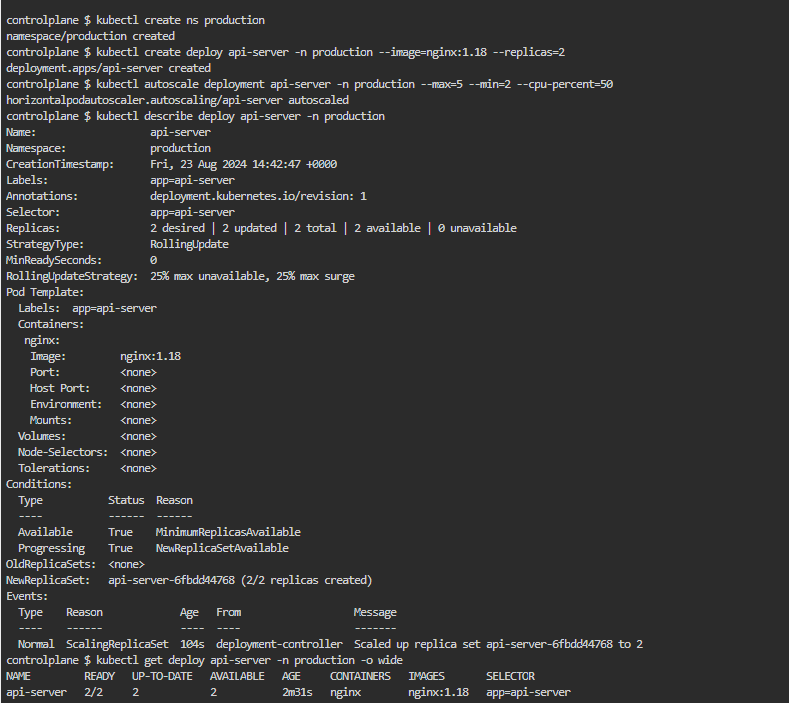 controlplane $ kubectl create ns production
namespace/production created
controlplane $ kubectl create deploy api-server -n production --image=nginx:1.18 --replicas=2
deployment.apps/api-server created
controlplane $ kubectl autoscale deployment api-server -n production --max=5 --min=2 --cpu-percent=50
horizontalpodautoscaler.autoscaling/api-server autoscaled
controlplane $ kubectl describe deploy api-server -n production
Name:                   api-server
Namespace:              production
CreationTimestamp:      Fri, 23 Aug 2024 14:42:47 +0000
Labels:                 app=api-server
Annotations:            deployment.kubernetes.io/revision: 1
Selector:               app=api-server
Replicas:               2 desired | 2 updated | 2 total | 2 available | 0 unavailable
StrategyType:           RollingUpdate
MinReadySeconds:        0
RollingUpdateStrategy:  25% max unavailable, 25% max surge
Pod Template:
  Labels:  app=api-server
  Containers:
   nginx:
    Image:         nginx:1.18
    Port:          <none>
    Host Port:     <none>
    Environment:   <none>
    Mounts:        <none>
  Volumes:         <none>
  Node-Selectors:  <none>
  Tolerations:     <none>
Conditions:
  Type           Status  Reason
  ----           ------  ------
  Available      True    MinimumReplicasAvailable
  Progressing    True    NewReplicaSetAvailable
OldReplicaSets:  <none>
NewReplicaSet:   api-server-6fbdd44768 (2/2 replicas created)
Events:
  Type    Reason             Age   From                   Message
  ----    ------             ----  ----                   -------
  Normal  ScalingReplicaSet  104s  deployment-controller  Scaled up replica set api-server-6fbdd44768 to 2
controlplane $ kubectl get deploy api-server -n production -o wide
NAME         READY   UP-TO-DATE   AVAILABLE   AGE     CONTAINERS   IMAGES       SELECTOR
api-server   2/2     2            2           2m31s   nginx        nginx:1.18   app=api-server